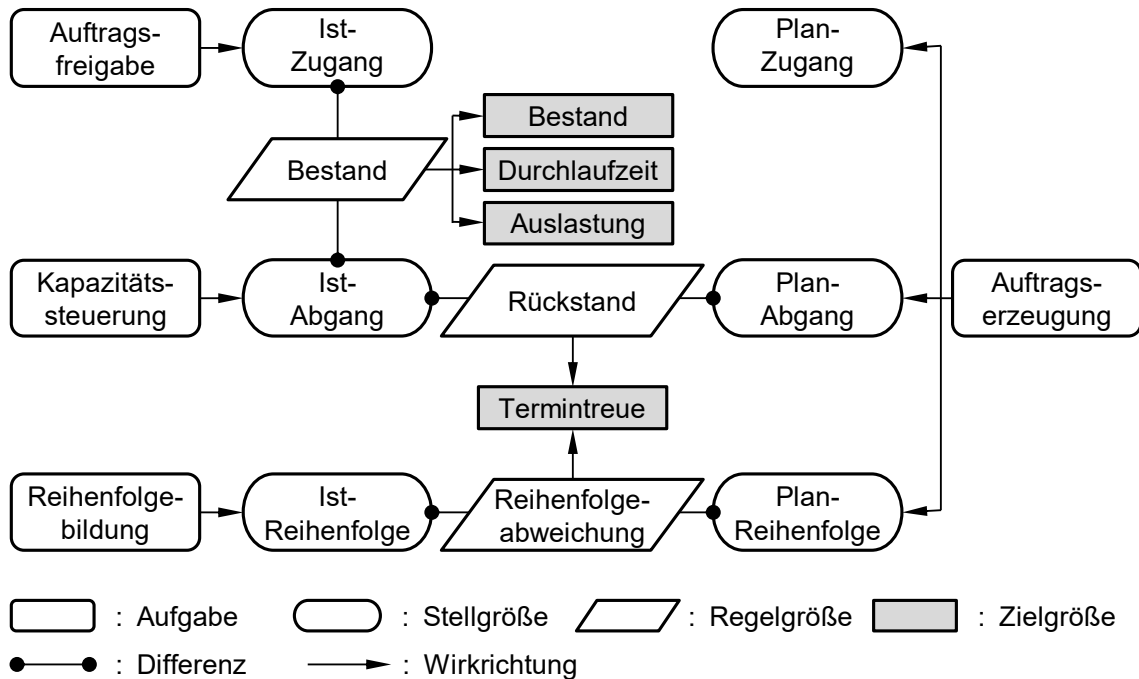 Auftrags-
freigabe
Ist-
Zugang
Plan-
Zugang
Bestand
Bestand
Durchlaufzeit
Auslastung
Kapazitäts-
steuerung
Ist-
Abgang
Rückstand
Plan-
Abgang
Auftrags-
erzeugung
Termintreue
Reihenfolge-
bildung
Ist-
Reihenfolge
Reihenfolge-
abweichung
Plan-
Reihenfolge
: Aufgabe
: Stellgröße
: Regelgröße
: Zielgröße
: Differenz
: Wirkrichtung